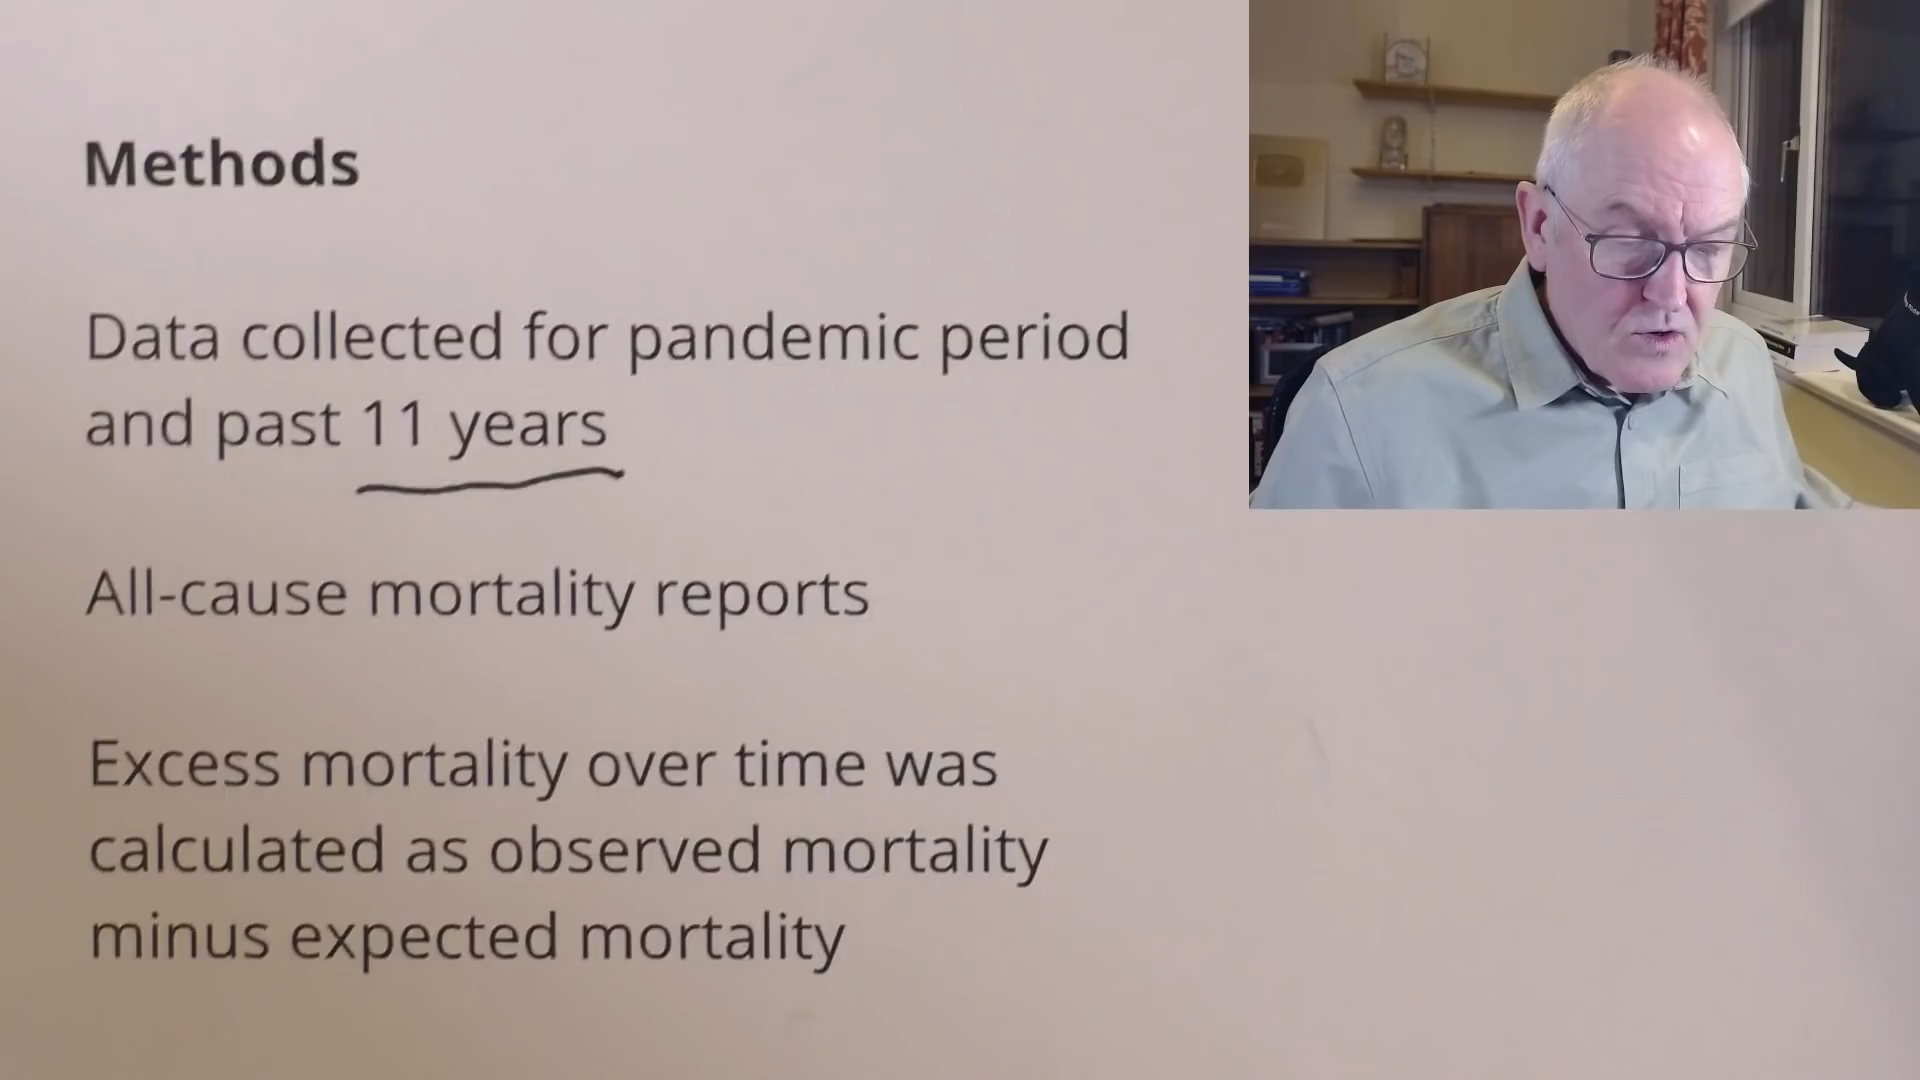 Methods
Data collected for pandemic period
and past 11 years
All-cause mortality reports
Excess mortality over time was
calculated as observed mortality
minus expected mortality